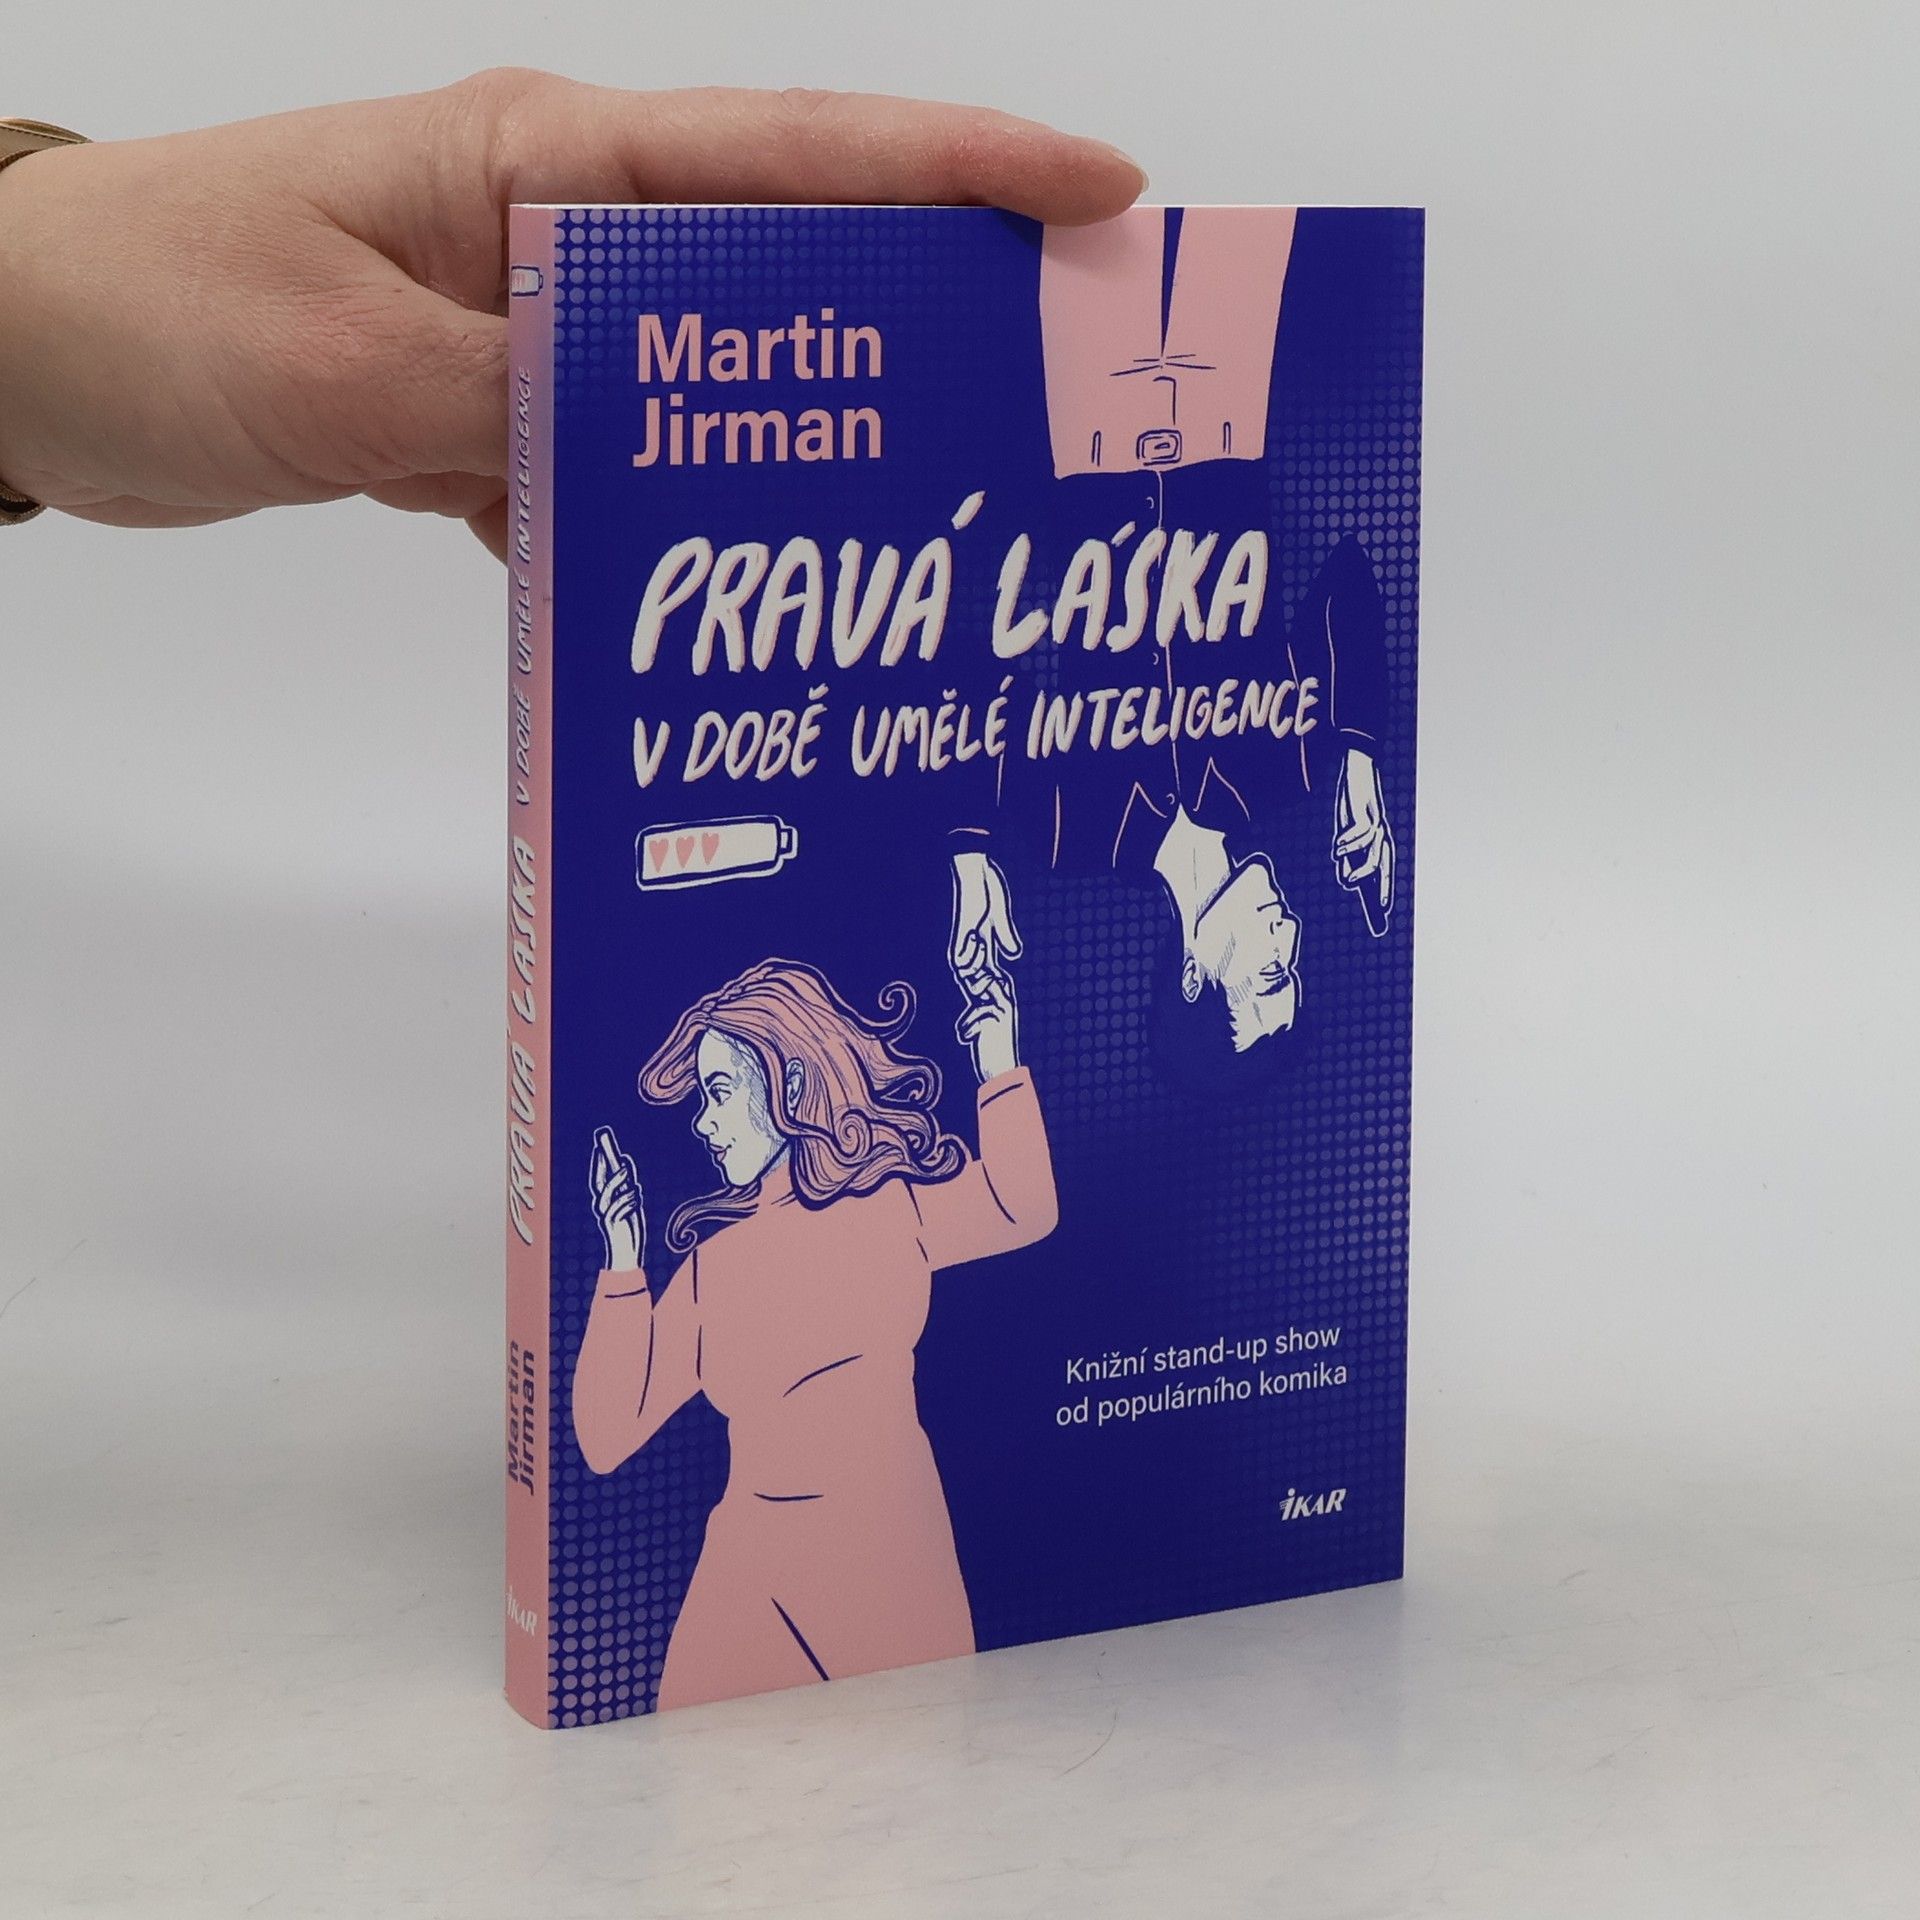 Martin
Jirman
PRAVÁ LÁSKA
V DOBĚ UMĚLÉ INTELIGENCE
Knižní stand-up show
od populárního komika
iKAR
PRAVÁ LÁSKA V DOBĚ UMĚLÉ INTELIGENCE
Martin
Jirman
iKAR